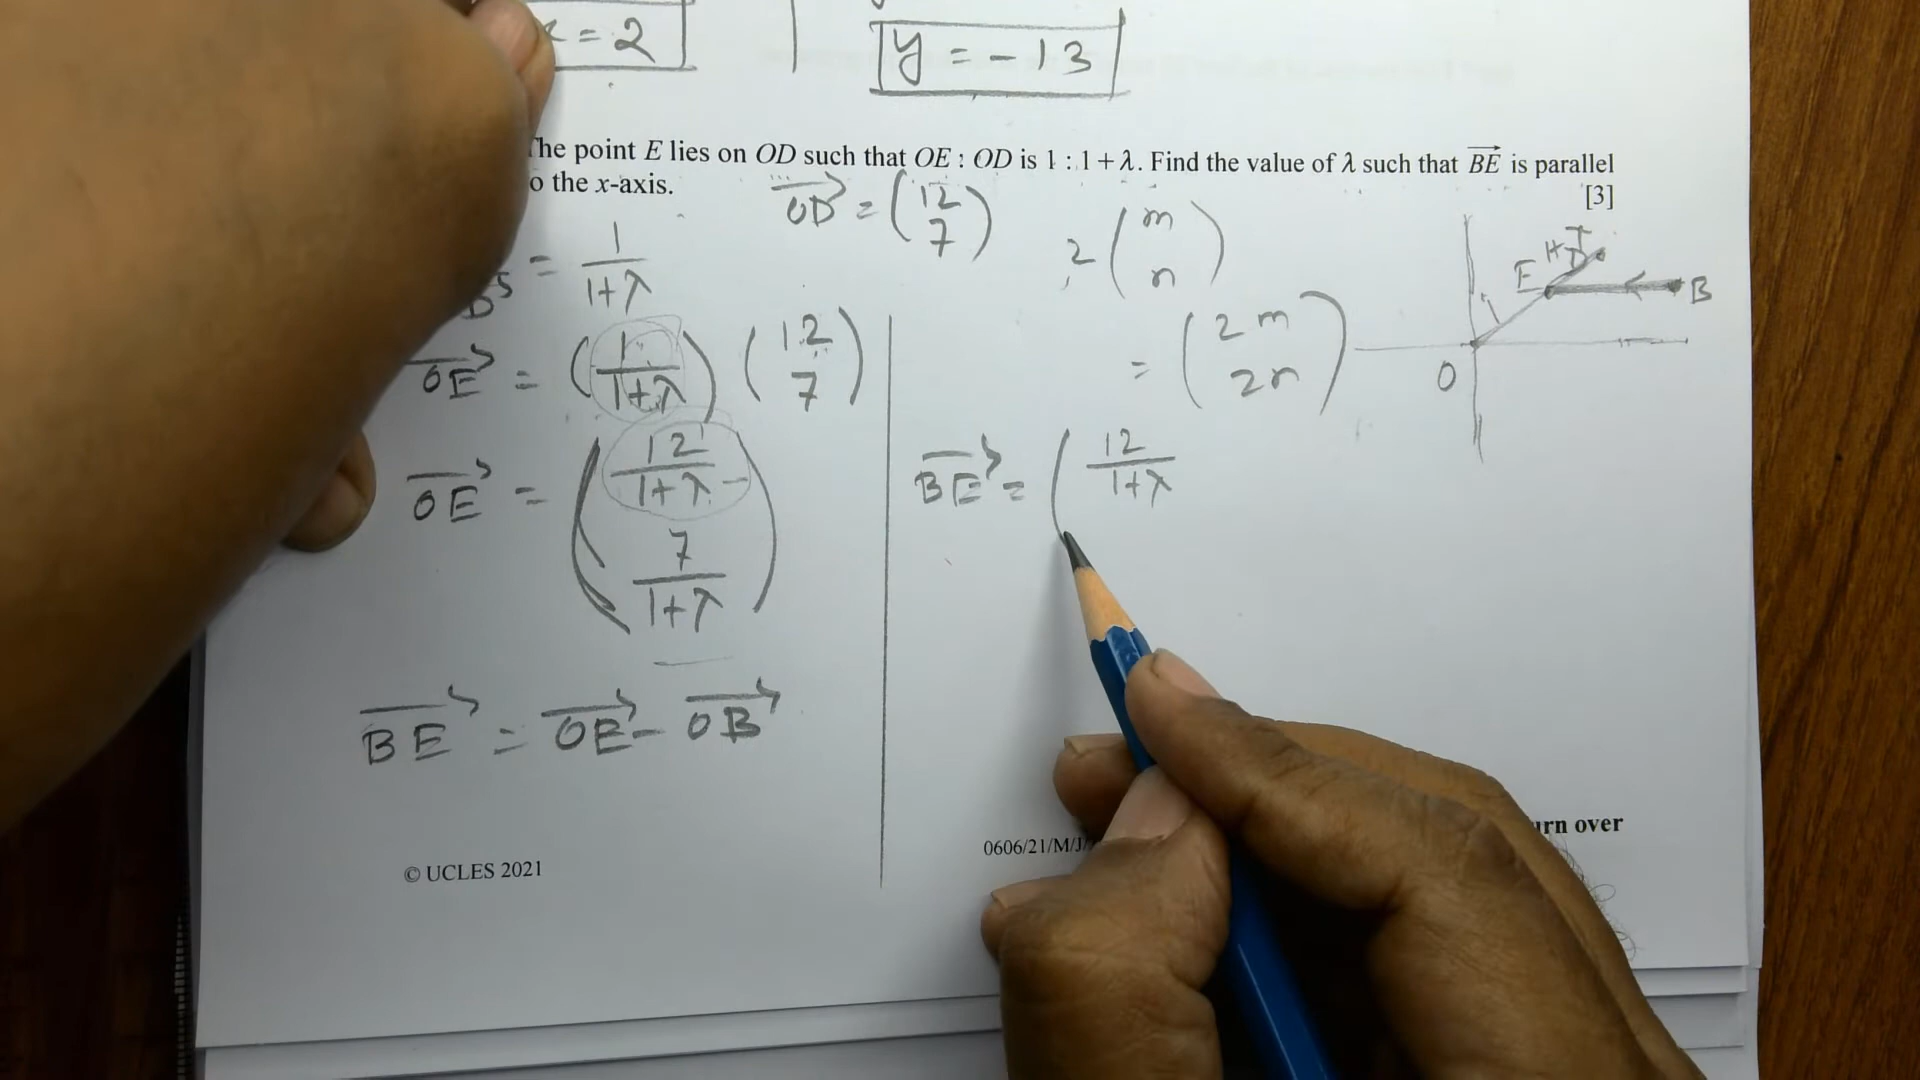 x = 2
y = - 13
The point E lies on OD such that OE : OD is 1 : 1 + λ. Find the value of λ such that BE is parallel
o the x-axis.
[3]
OD = (12 7)
= 1/1+λ
2 (m n)
= (2m 2n)
OE = (1/1+λ) (12 7)
OE = (12/1+λ 7/1+λ)
BE = OE - OB
E
D
B
O
BE = ( 12/1+λ
0606/21/M/J/
urn over
© UCLES 2021